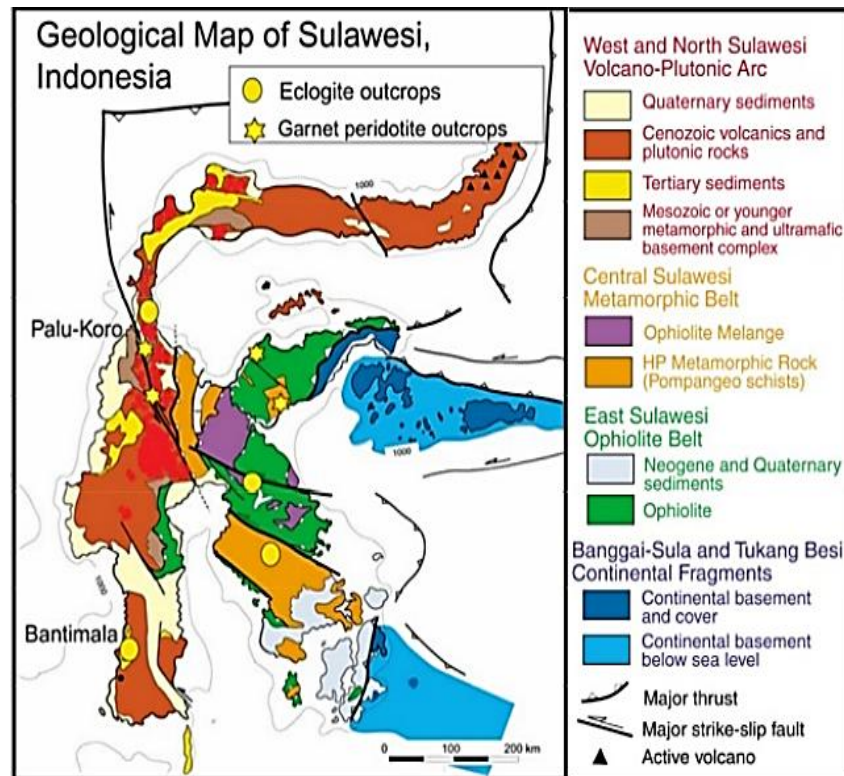 Geological Map of Sulawesi,
Indonesia
Eclogite outcrops
Garnet peridotite outcrops
1000
Palu-Koro
1000
1000
Bantimala
0 100 200 km
West and North Sulawesi
Volcano-Plutonic Arc
Quaternary sediments
Cenozoic volcanics and
plutonic rocks
Tertiary sediments
Mesozoic or younger
metamorphic and ultramafic
basement complex
Central Sulawesi
Metamorphic Belt
Ophiolite Melange
HP Metamorphic Rock
(Pompangeo schists)
East Sulawesi
Ophiolite Belt
Neogene and Quaternary
sediments
Ophiolite
Banggai-Sula and Tukang Besi
Continental Fragments
Continental basement
and cover
Continental basement
below sea level
Major thrust
Major strike-slip fault
Active volcano